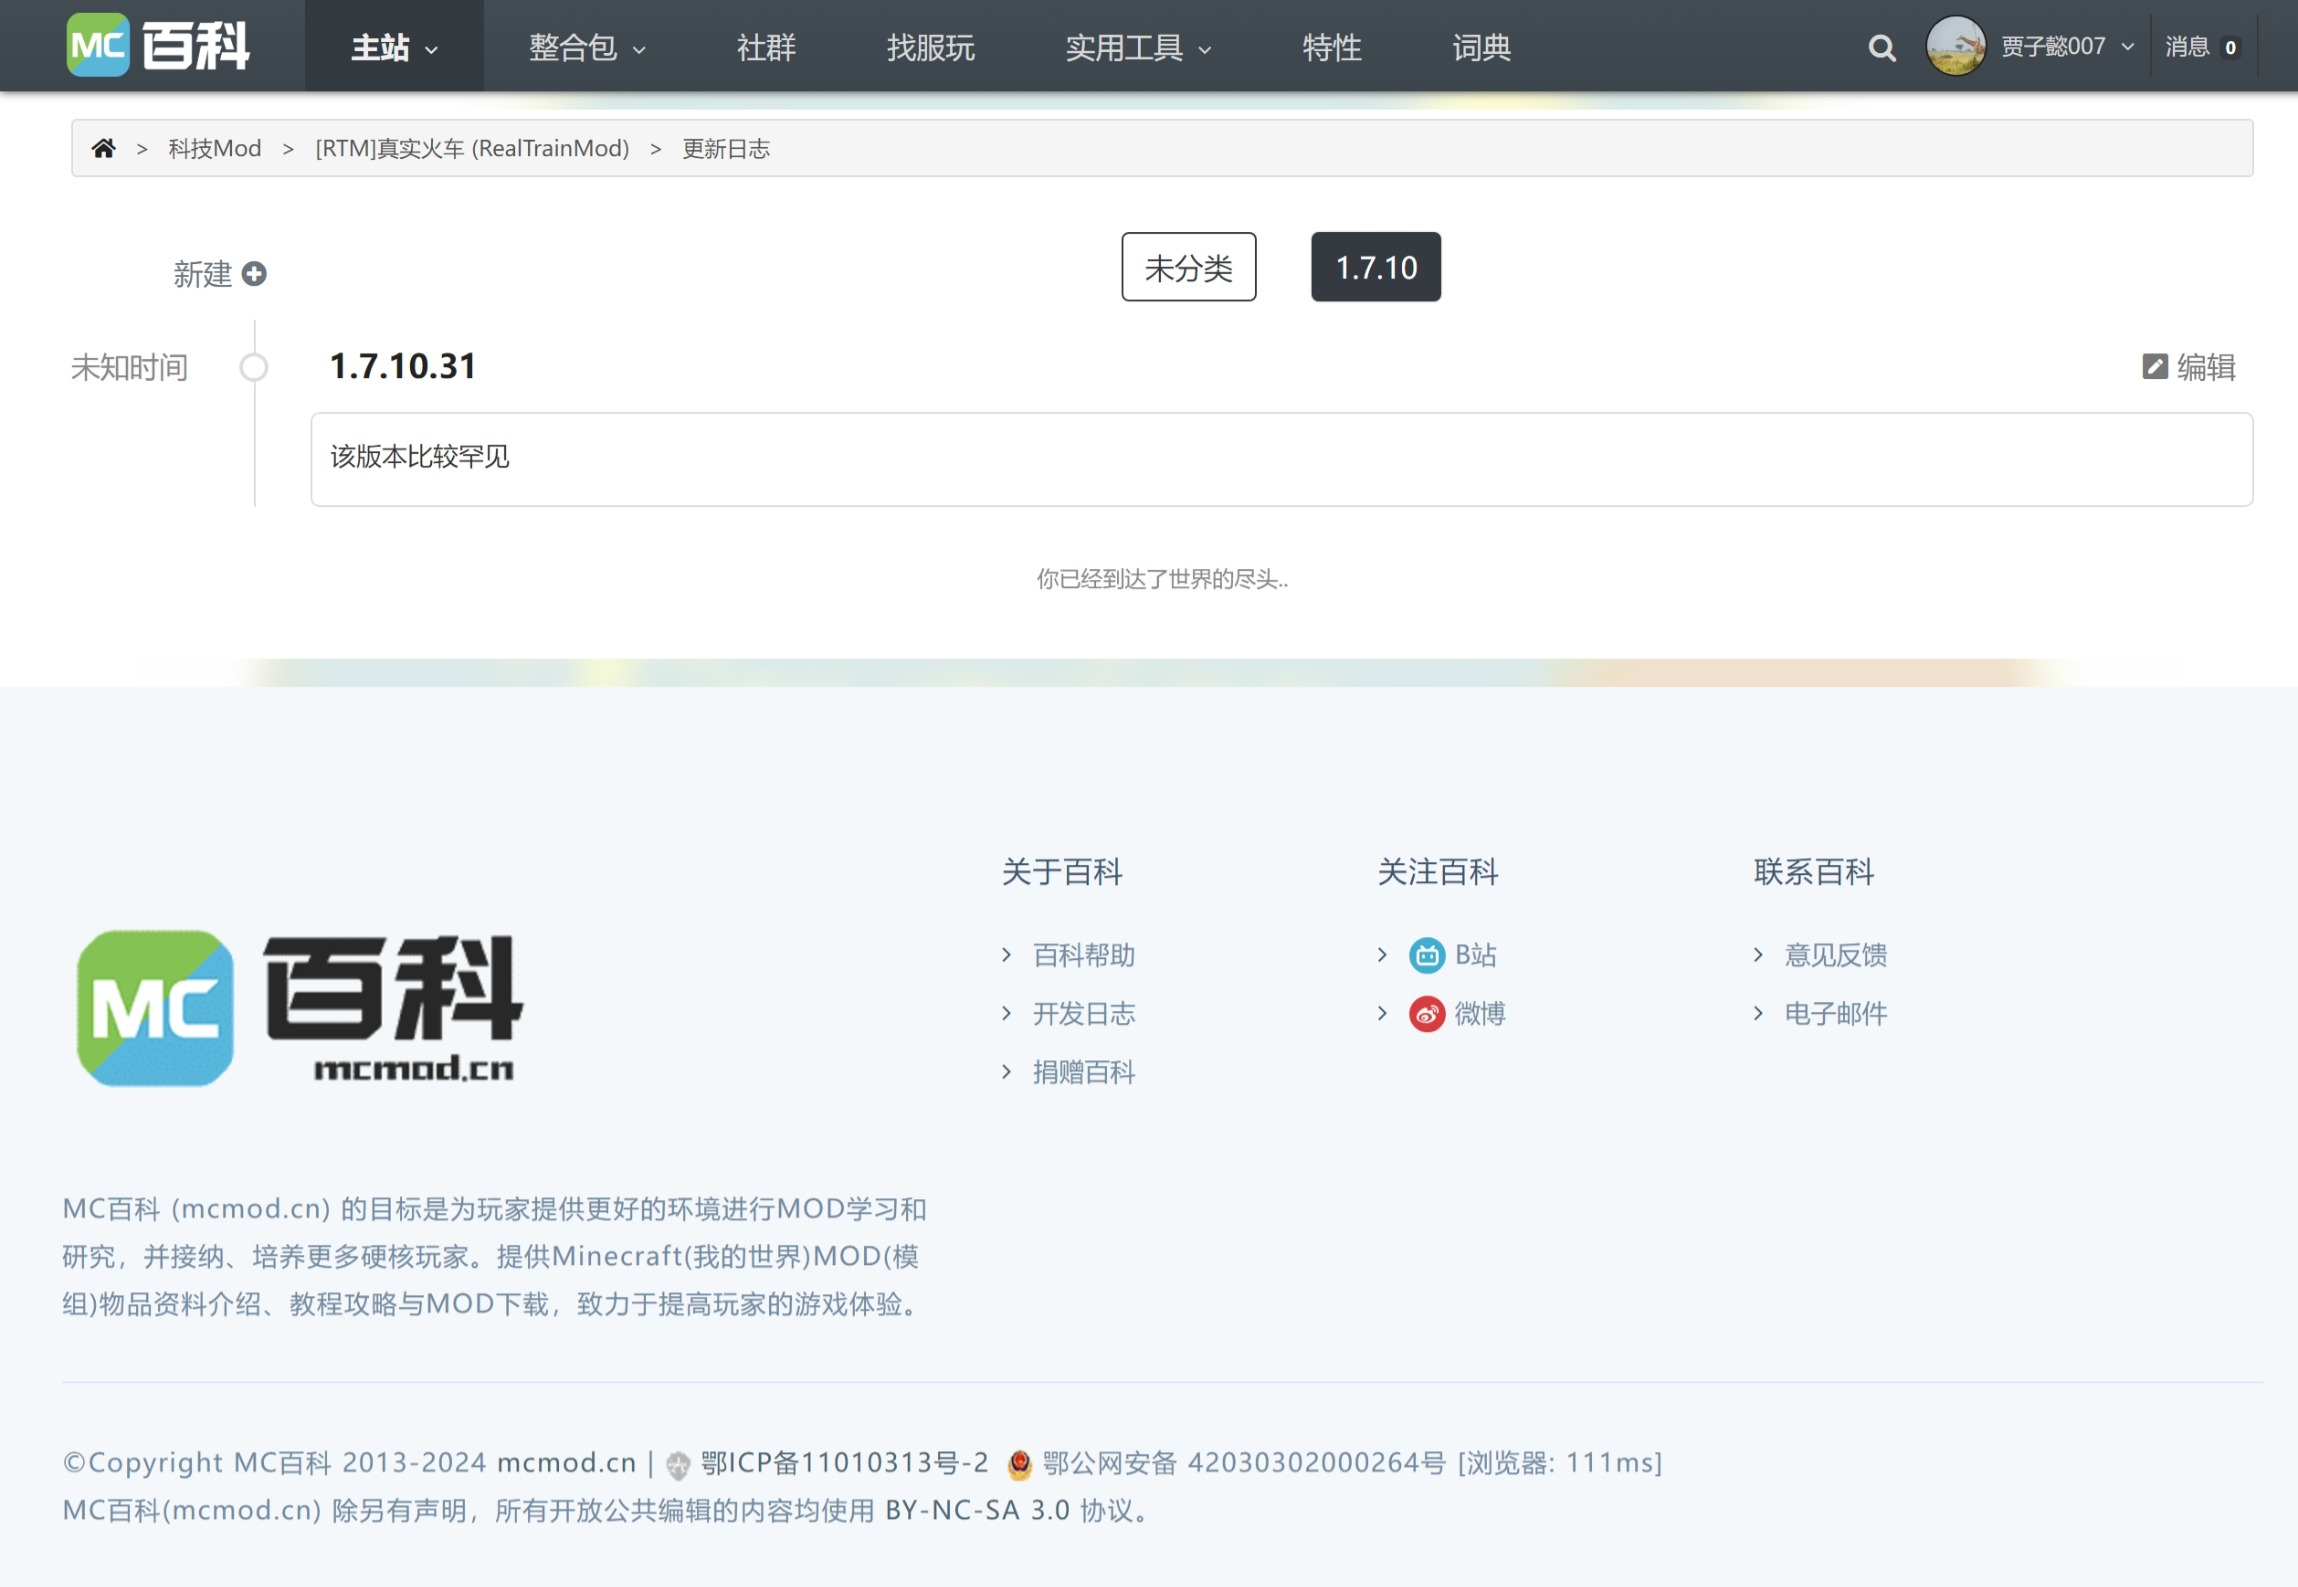 MC百科 主站 整合包 社群 找服玩 实用工具 特性 词典 贾子懿007 消息 0
> 科技Mod > [RTM]真实火车 (RealTrainMod) > 更新日志
新建 未分类 1.7.10
未知时间 1.7.10.31 编辑
该版本比较罕见
你已经到达了世界的尽头..
MC百科
mcmod.cn
关于百科
百科帮助
开发日志
捐赠百科
关注百科
B站
微博
联系百科
意见反馈
电子邮件
MC百科 (mcmod.cn) 的目标是为玩家提供更好的环境进行MOD学习和
研究，并接纳、培养更多硬核玩家。提供Minecraft(我的世界)MOD(模
组)物品资料介绍、教程攻略与MOD下载，致力于提高玩家的游戏体验。
©Copyright MC百科 2013-2024 mcmod.cn | 鄂ICP备11010313号-2 鄂公网安备 42030302000264号 [浏览器: 111ms]
MC百科(mcmod.cn) 除另有声明，所有开放公共编辑的内容均使用 BY-NC-SA 3.0 协议。